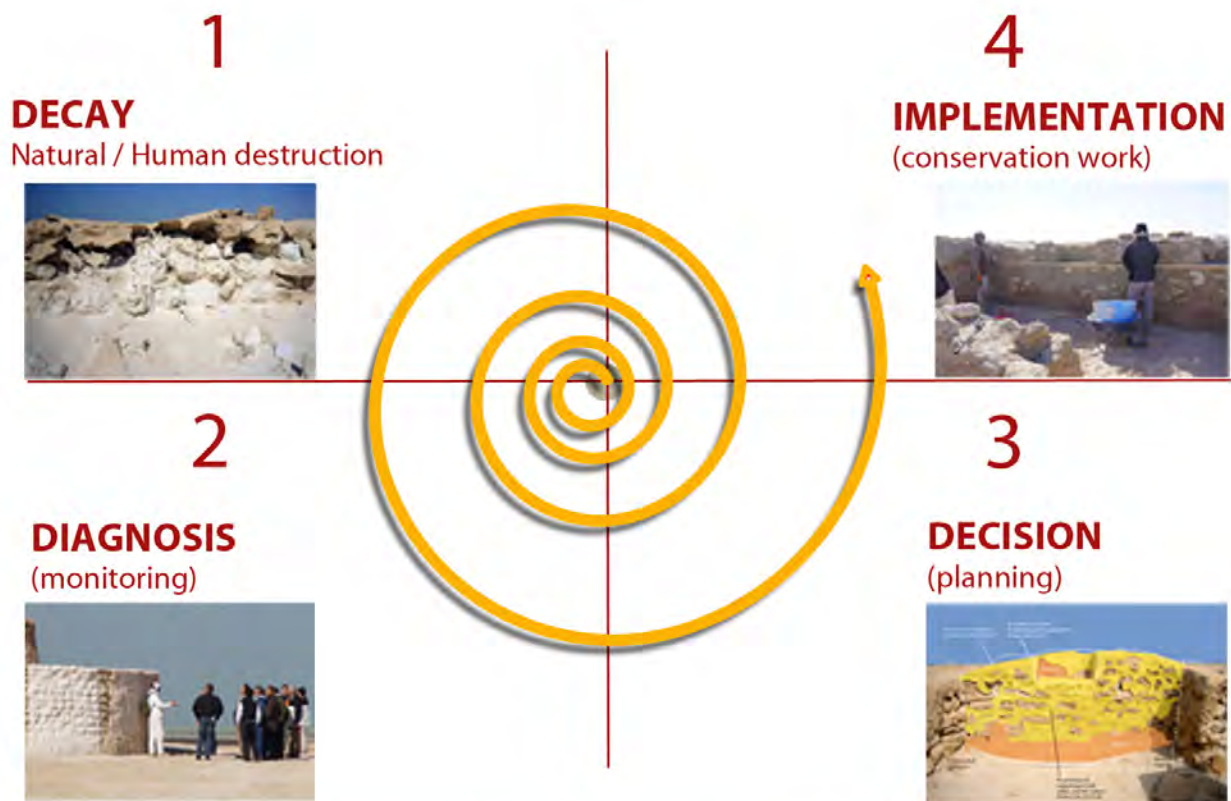 1
DECAY
Natural / Human destruction
4
IMPLEMENTATION
(conservation work)
2
DIAGNOSIS
(monitoring)
3
DECISION
(planning)